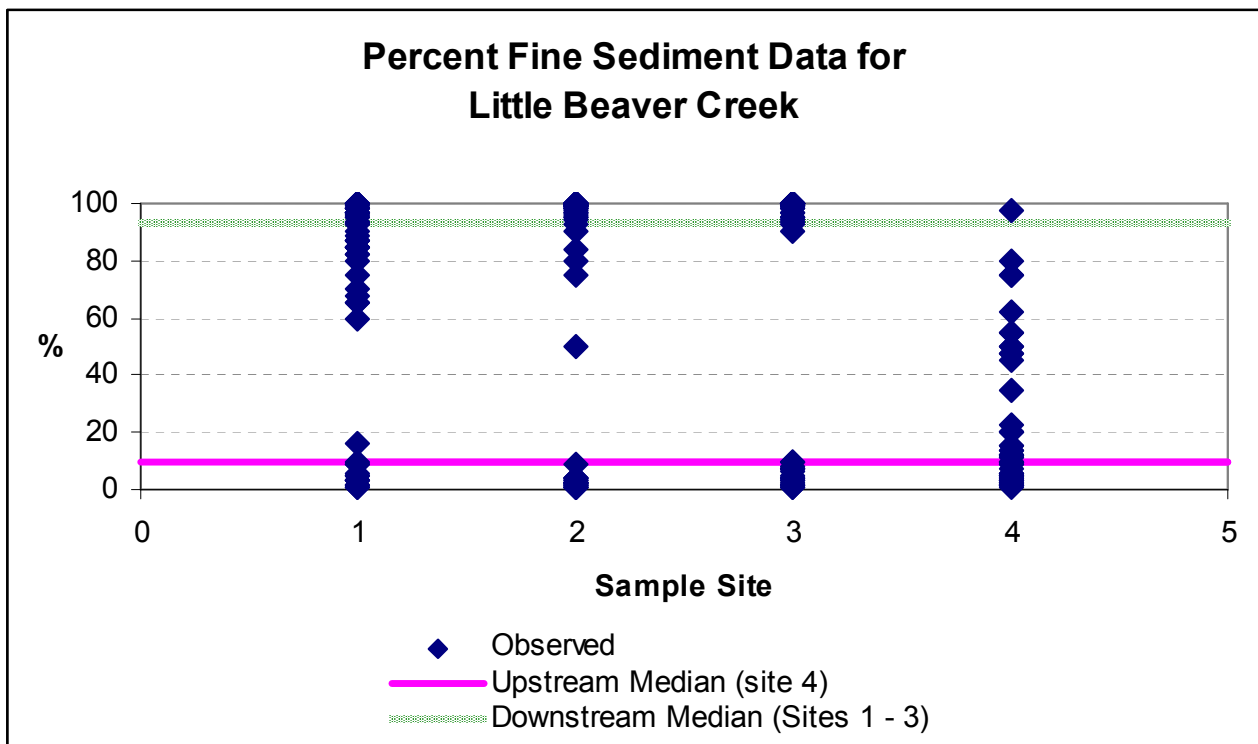 Percent Fine Sediment Data for
Little Beaver Creek
100
80
60
40
20
0
%
0 1 2 3 4 5
Sample Site
Observed
Upstream Median (site 4)
Downstream Median (Sites 1 - 3)